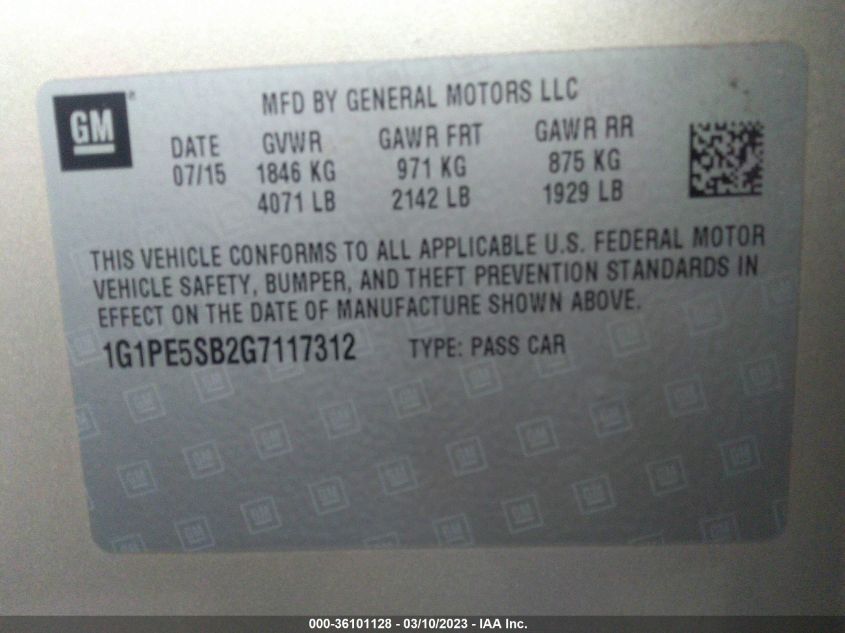 GM®
MFD BY GENERAL MOTORS LLC
DATE GVWR GAWR FRT GAWR RR
07/15 1846 KG 971 KG 875 KG
4071 LB 2142 LB 1929 LB
THIS VEHICLE CONFORMS TO ALL APPLICABLE U.S. FEDERAL MOTOR
VEHICLE SAFETY, BUMPER, AND THEFT PREVENTION STANDARDS IN
EFFECT ON THE DATE OF MANUFACTURE SHOWN ABOVE.
1G1PE5SB2G7117312 TYPE: PASS CAR
000-36101128 - 03/10/2023 - IAA Inc.